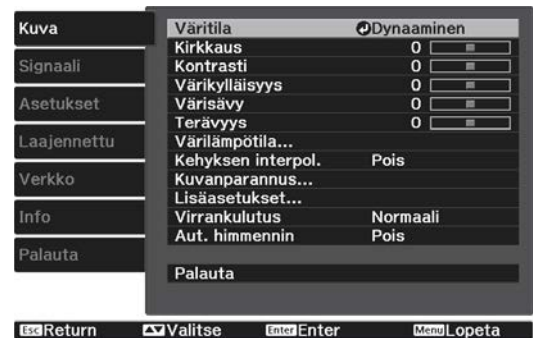 Kuva
Signaali
Asetukset
Laajennettu
Verkko
Info
Palauta
Väritila Dynaaminen
Kirkkaus 0
Kontrasti 0
Värikylläisyys 0
Värisävy 0
Terävyys 0
Värilämpötila...
Kehyksen interpol. Pois
Kuvanparannus...
Lisäasetukset...
Virrankulutus Normaali
Aut. himmennin Pois
Palauta
Esc Return Valitse Enter Enter Menu Lopeta